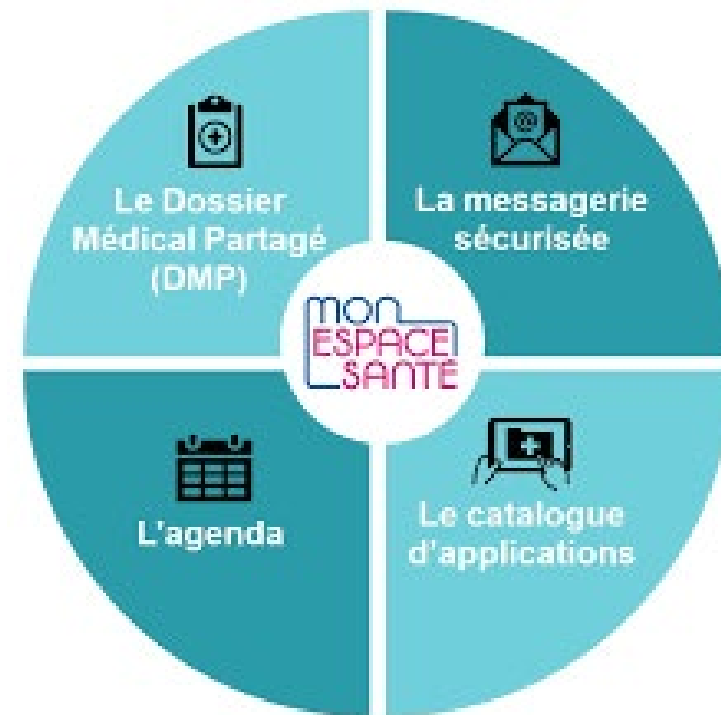 Le Dossier
Médical Partagé
(DMP)
La messagerie
sécurisée
mon
ESPACE
SANTÉ
L'agenda
Le catalogue
d'applications